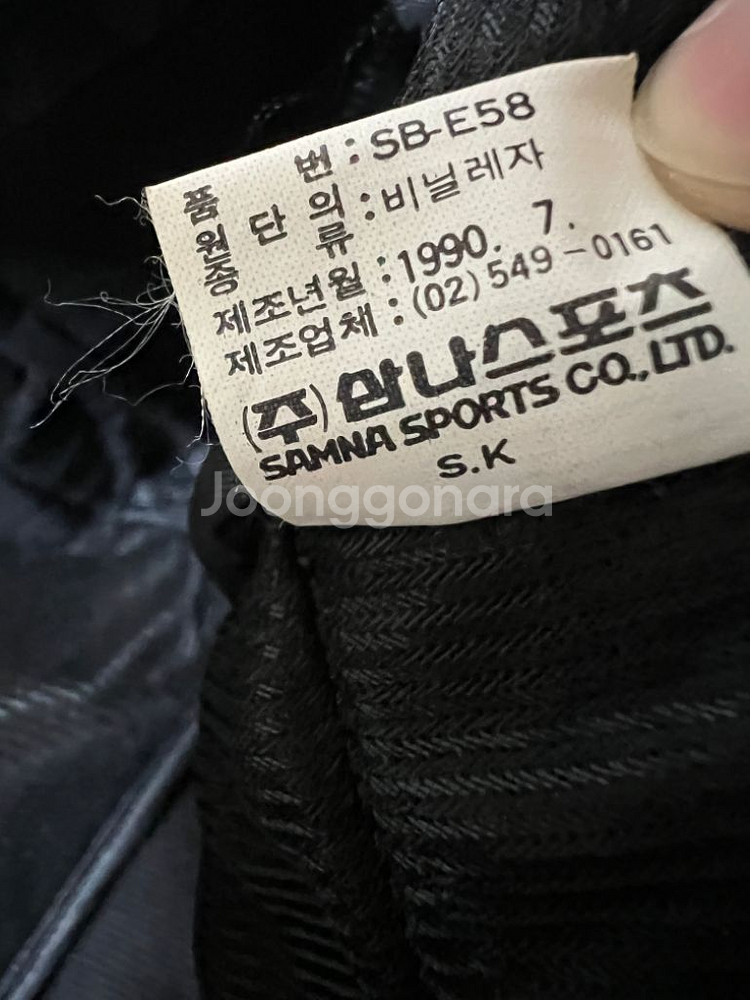 품 번 : SB-E58
원 단 의
종 류 : 비닐레자
제조년월 : 1990. 7.
제조업체 : (02) 549-0161
(주)삼나스포츠
SAMNA SPORTS CO., LTD.
S.K
Joonggonara